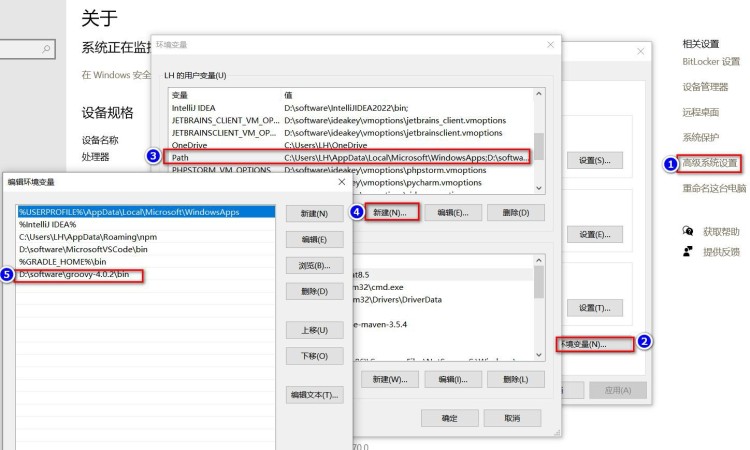 关于
系统正在监
在 Windows 安全
设备规格
设备名称
处理器
环境变量
LH 的用户变量(U)
变量 值
IntelliJ IDEA D:\software\IntelliJIDEA2022\bin;
JETBRAINS_CLIENT_VM_OP... D:\software\ideakey\vmoptions\jetbrains_client.vmoptions
JETBRAINSCLIENT_VM_OPT... D:\software\ideakey\vmoptions\jetbrainsclient.vmoptions
OneDrive C:\Users\LH\OneDrive
3 Path C:\Users\LH\AppData\Local\Microsoft\WindowsApps;D:\softwa...
PHPSTORM_VM_OPTIONS D:\software\ideakey\vmoptions\phpstorm.vmoptions
ey\vmoptions\pycharm.vmoptions
4 新建(N)... 编辑(E)... 删除(D)
at8.5
m32\cmd.exe
m32\Drivers\DriverData
e-maven-3.5.4
新建(W)... 编辑(I)... 删除(L)
确定 取消
编辑环境变量
%USERPROFILE%\AppData\Local\Microsoft\WindowsApps
%IntelliJ IDEA%
C:\Users\LH\AppData\Roaming\npm
D:\software\MicrosoftVSCode\bin
%GRADLE_HOME%\bin
5 D:\software\groovy-4.0.2\bin
新建(N)
编辑(E)
浏览(B)...
删除(D)
上移(U)
下移(O)
编辑文本(T)...
设置(S)...
设置(E)...
设置(T)...
环境变量(N)... 2
应用(A)
相关设置
BitLocker 设置
设备管理器
远程桌面
系统保护
1 高级系统设置
重命名这台电脑
获取帮助
提供反馈